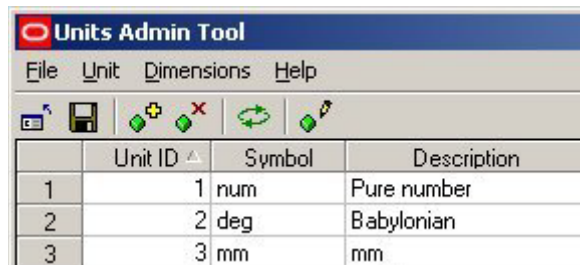 Units Admin Tool
File Unit Dimensions Help
Unit ID Symbol Description
1 1 num Pure number
2 2 deg Babylonian
3 3 mm mm